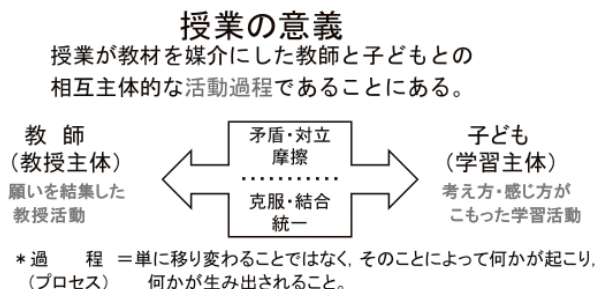 授業の意義
授業が教材を媒介にした教師と子どもとの
相互主体的な活動過程であることにある。
教 師
(教授主体)
願いを結集した
教授活動
矛盾・対立
摩擦
克服・結合
統一
子ども
(学習主体)
考え方・感じ方が
こもった学習活動
*過　程 =単に移り変わることではなく, そのことによって何かが起こり,
(プロセス)　何かが生み出されること。